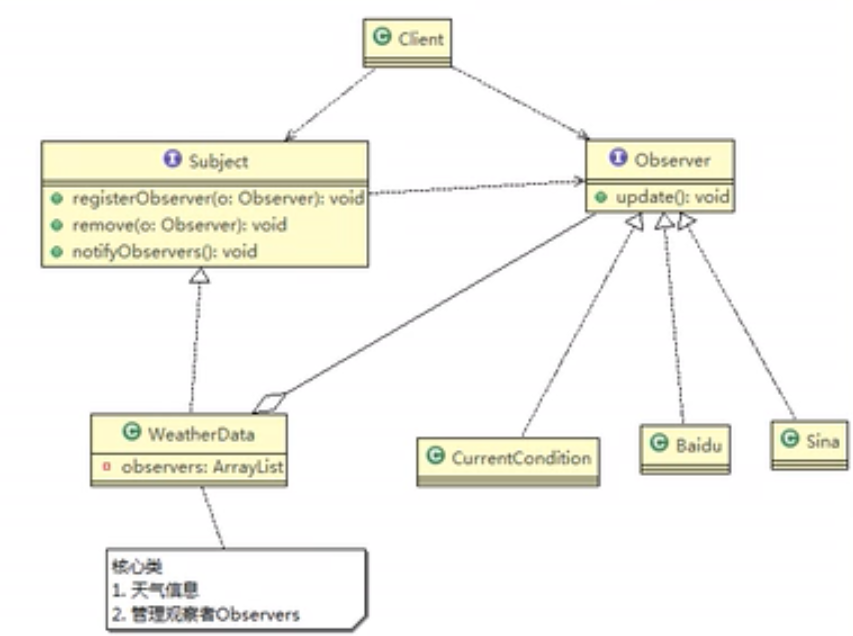 Client
Subject
registerObserver(o: Observer): void
remove(o: Observer): void
notifyObservers(): void
Observer
update(): void
WeatherData
observers: ArrayList
CurrentCondition
Baidu
Sina
核心类
1. 天气信息
2. 管理观察者Observers